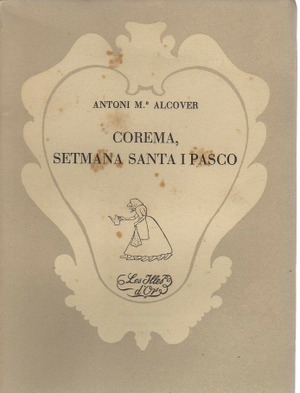 ANTONI M.ª ALCOVER
COREMA,
SETMANA SANTA I PASCO
Les Illes
d'Or